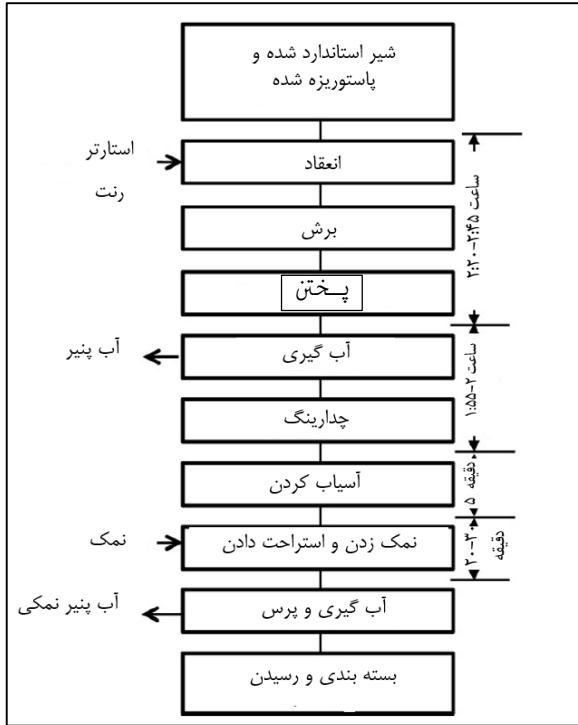 شیر استاندارد شده و
پاستوریزه شده
استارتر
رنت
انعقاد
برش
پــختن
۲:۲۰-۲:۴۵ ساعت
آب گیری
آب پنیر
چدارینگ
۱:۵۵-۲ ساعت
آسیاب کردن
۵ دقیقه
نمک
نمک زدن و استراحت دادن
۲۰-۳۰
دقیقه
آب گیری و پرس
آب پنیر نمکی
بسته بندی و رسیدن